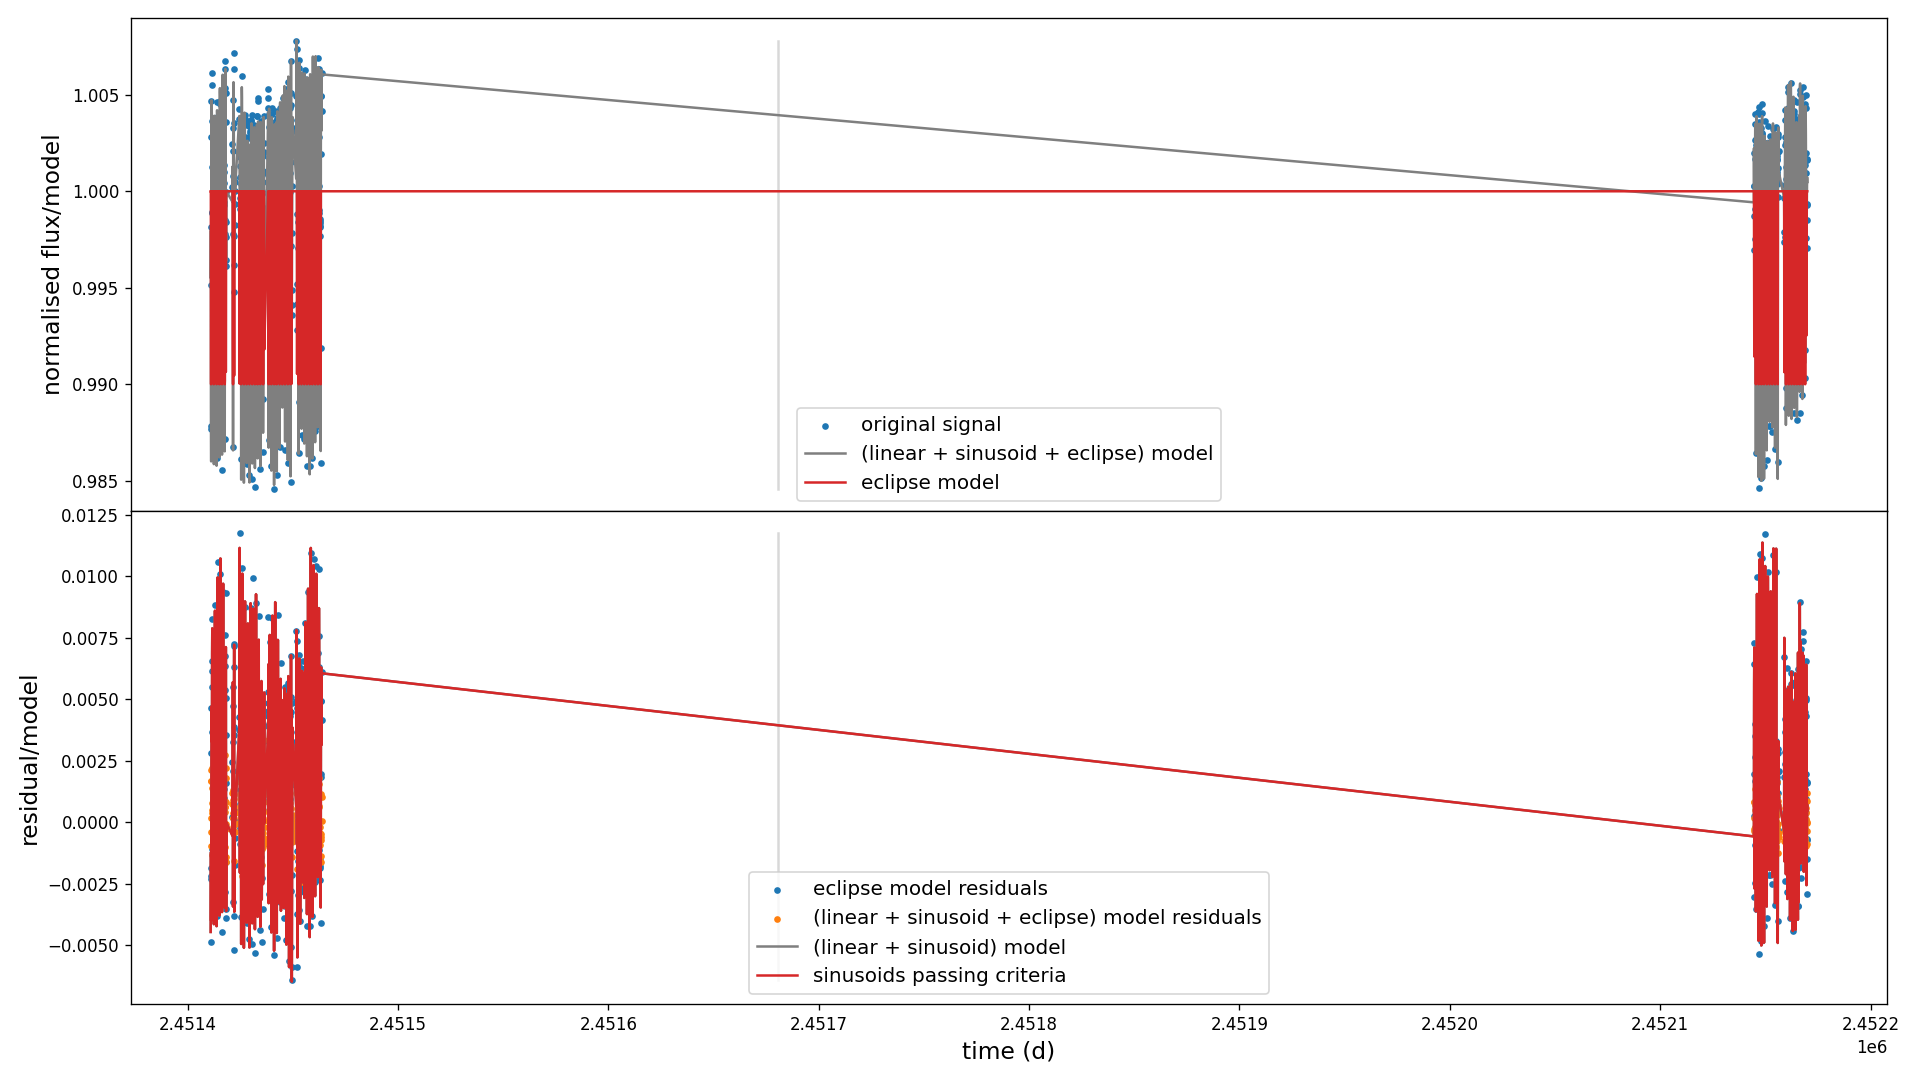 1.005
1.000
0.995
0.990
0.985
normalised flux/model
original signal
(linear + sinusoid + eclipse) model
eclipse model
0.0125
0.0100
0.0075
0.0050
0.0025
0.0000
−0.0025
−0.0050
residual/model
eclipse model residuals
(linear + sinusoid + eclipse) model residuals
(linear + sinusoid) model
sinusoids passing criteria
2.4514 2.4515 2.4516 2.4517 2.4518 2.4519 2.4520 2.4521 2.4522
1e6
time (d)